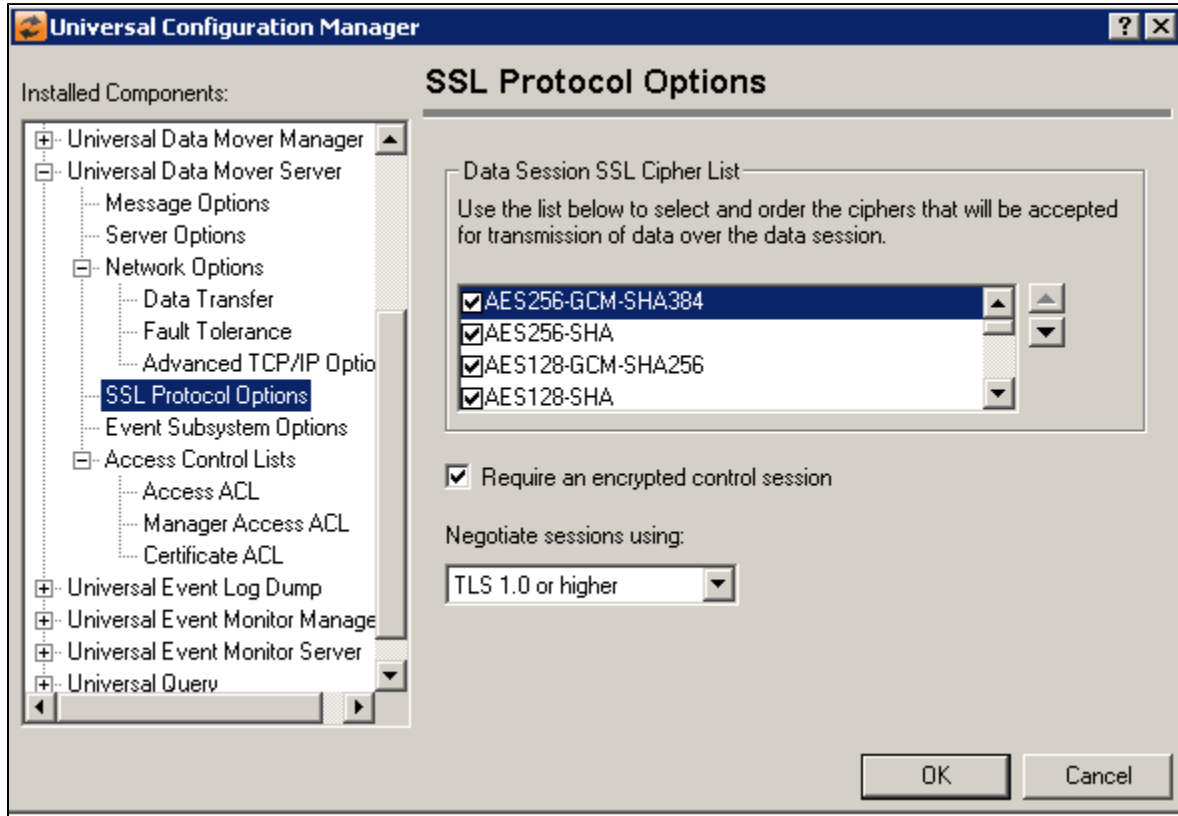 Universal Configuration Manager
Installed Components:
Universal Data Mover Manager
Universal Data Mover Server
Message Options
Server Options
Network Options
Data Transfer
Fault Tolerance
Advanced TCP/IP Optio
SSL Protocol Options
Event Subsystem Options
Access Control Lists
Access ACL
Manager Access ACL
Certificate ACL
Universal Event Log Dump
Universal Event Monitor Manage
Universal Event Monitor Server
Universal Query
SSL Protocol Options
Data Session SSL Cipher List
Use the list below to select and order the ciphers that will be accepted
for transmission of data over the data session.
AES256-GCM-SHA384
AES256-SHA
AES128-GCM-SHA256
AES128-SHA
Require an encrypted control session
Negotiate sessions using:
TLS 1.0 or higher
OK
Cancel